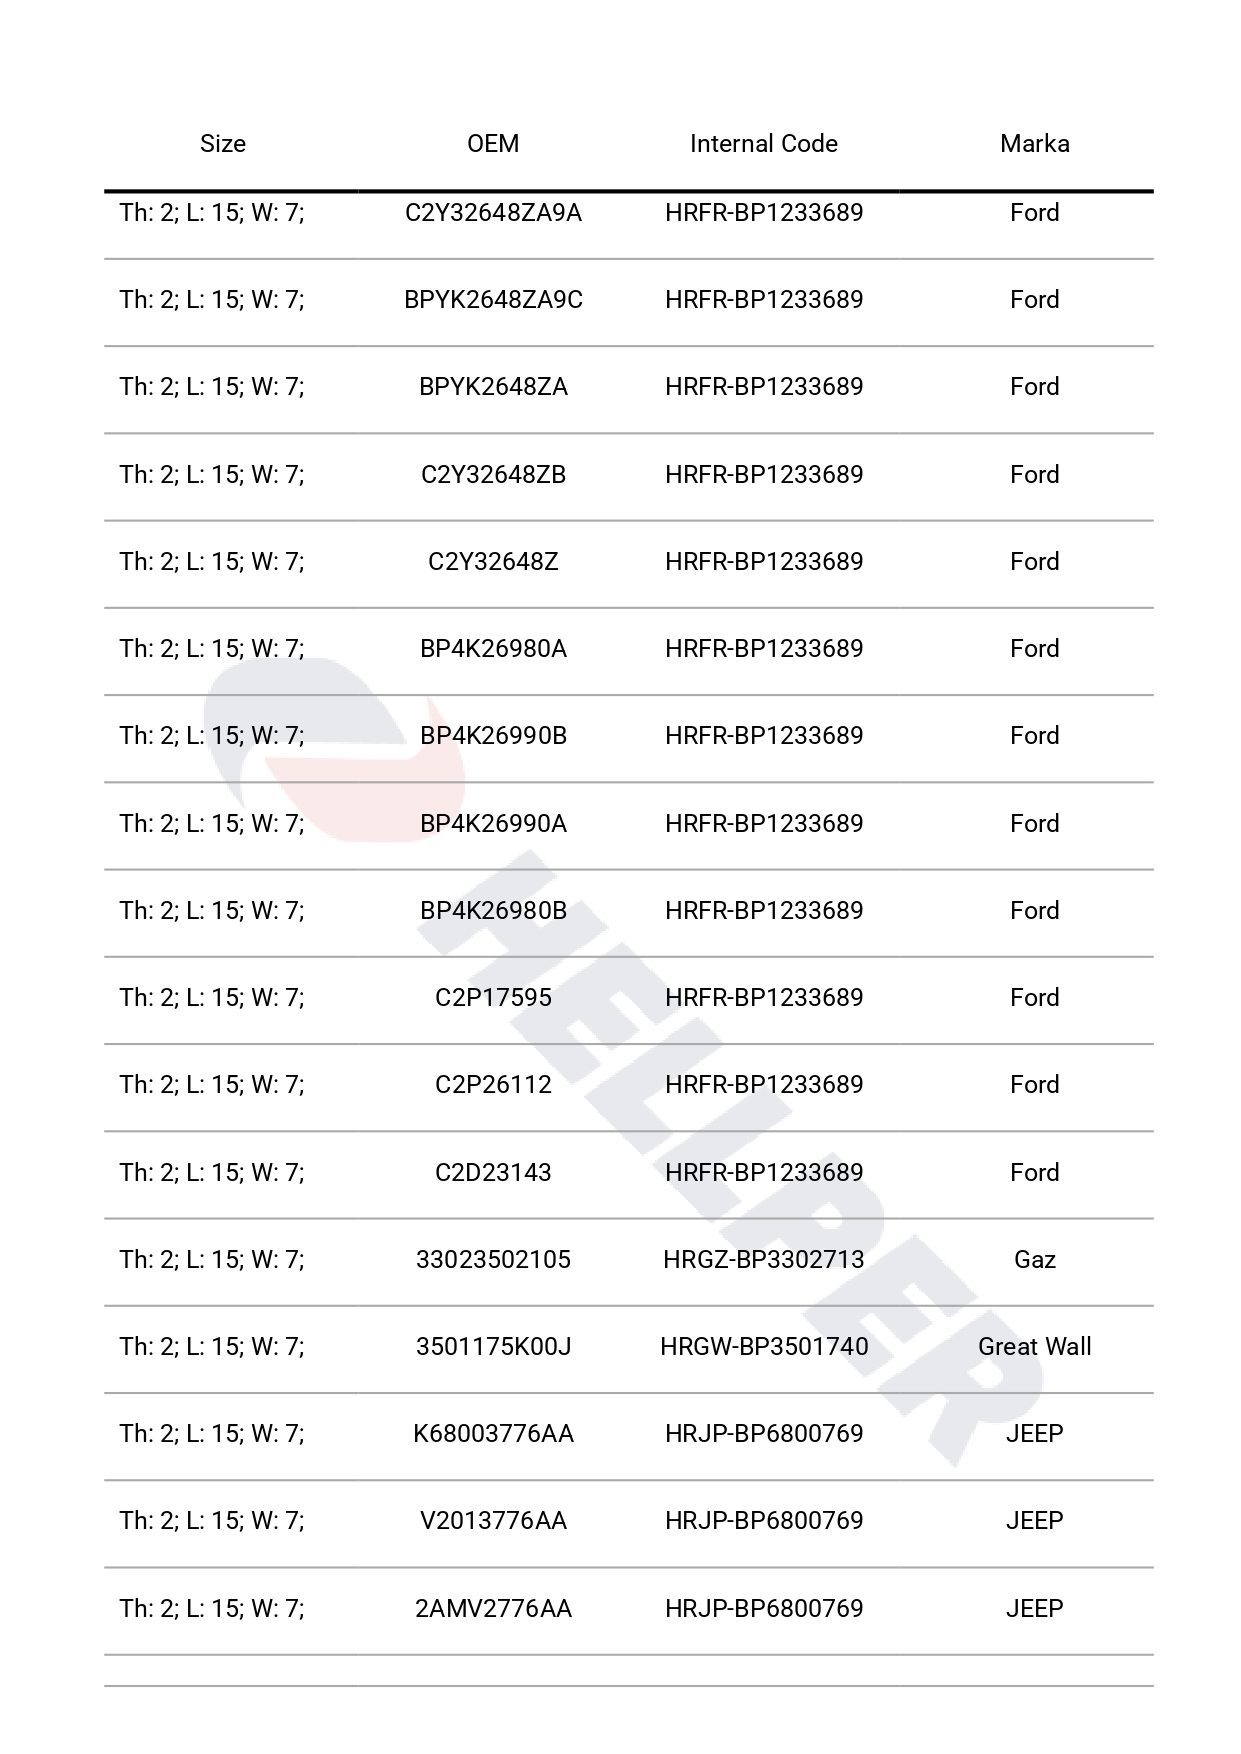 Size OEM Internal Code Marka
Th: 2; L: 15; W: 7; C2Y32648ZA9A HRFR-BP1233689 Ford
Th: 2; L: 15; W: 7; BPYK2648ZA9C HRFR-BP1233689 Ford
Th: 2; L: 15; W: 7; BPYK2648ZA HRFR-BP1233689 Ford
Th: 2; L: 15; W: 7; C2Y32648ZB HRFR-BP1233689 Ford
Th: 2; L: 15; W: 7; C2Y32648Z HRFR-BP1233689 Ford
Th: 2; L: 15; W: 7; BP4K26980A HRFR-BP1233689 Ford
Th: 2; L: 15; W: 7; BP4K26990B HRFR-BP1233689 Ford
Th: 2; L: 15; W: 7; BP4K26990A HRFR-BP1233689 Ford
Th: 2; L: 15; W: 7; BP4K26980B HRFR-BP1233689 Ford
Th: 2; L: 15; W: 7; C2P17595 HRFR-BP1233689 Ford
Th: 2; L: 15; W: 7; C2P26112 HRFR-BP1233689 Ford
Th: 2; L: 15; W: 7; C2D23143 HRFR-BP1233689 Ford
Th: 2; L: 15; W: 7; 33023502105 HRGZ-BP3302713 Gaz
Th: 2; L: 15; W: 7; 3501175K00J HRGW-BP3501740 Great Wall
Th: 2; L: 15; W: 7; K68003776AA HRJP-BP6800769 JEEP
Th: 2; L: 15; W: 7; V2013776AA HRJP-BP6800769 JEEP
Th: 2; L: 15; W: 7; 2AMV2776AA HRJP-BP6800769 JEEP
HELLPER